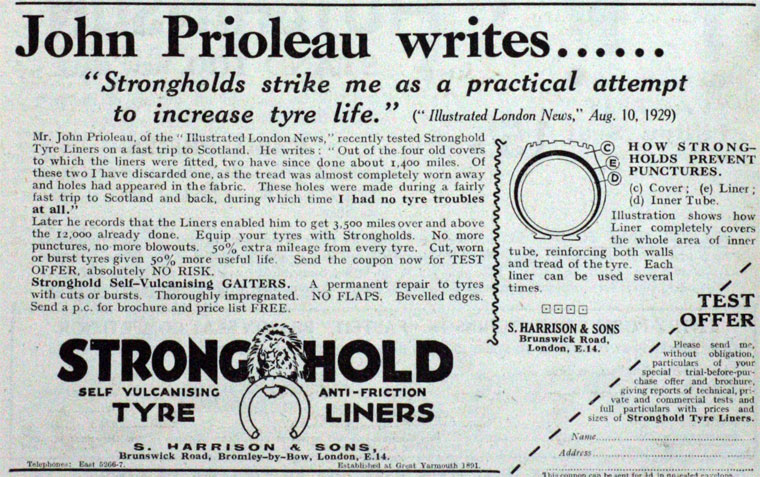 John Prioleau writes......
"Strongholds strike me as a practical attempt
to increase tyre life." ("Illustrated London News," Aug. 10, 1929)
Mr. John Prioleau, of the "Illustrated London News," recently tested Stronghold
Tyre Liners on a fast trip to Scotland. He writes: "Out of the four old covers
to which the liners were fitted, two have since done about 1,400 miles. Of
these two I have discarded one, as the tread was almost completely worn away
and holds had appeared in the fabric. These holes were made during a fairly
fast trip to Scotland and back, during which time I had no tyre troubles
at all."
Later he records that the Liners enabled him to get 3,500 miles over and above
the 12,000 already done. Equip your tyres with Strongholds. No more
punctures, no more blowouts. 50% extra mileage from every tyre. Cut, worn
or burst tyres given 50% more useful life. Send the coupon now for TEST
OFFER, absolutely NO RISK.
Stronghold Self-Vulcanising GAITERS. A permanent repair to tyres
with cuts or bursts. Thoroughly impregnated. NO FLAPS. Bevelled edges.
Send a p.c. for brochure and price list FREE.
STRONGHOLD
SELF VULCANISING ANTI-FRICTION
TYRE LINERS
S. HARRISON & SONS,
Brunswick Road, Bromley-by-Bow, London, E.14.
Telephones: East 5266-7. Established at Great Yarmouth 1891.
C
E
D
HOW STRONG-
HOLDS PREVENT
PUNCTURES.
(c) Cover; (e) Liner;
(d) Inner Tube.
Illustration shows how
Liner completely covers
the whole area of inner
tube, reinforcing both walls
and tread of the tyre. Each
liner can be used several
times.
S. HARRISON & SONS
Brunswick Road,
London, E.14.
TEST
OFFER
Please send me,
without obligation,
particulars of your
special trial-before-pur-
chase offer and brochure,
giving reports of technical, pri-
vate and commercial tests and
full particulars with prices and
sizes of Stronghold Tyre Liners.
Name
Address
This coupon can be sent for ½d. in unsealed envelope.